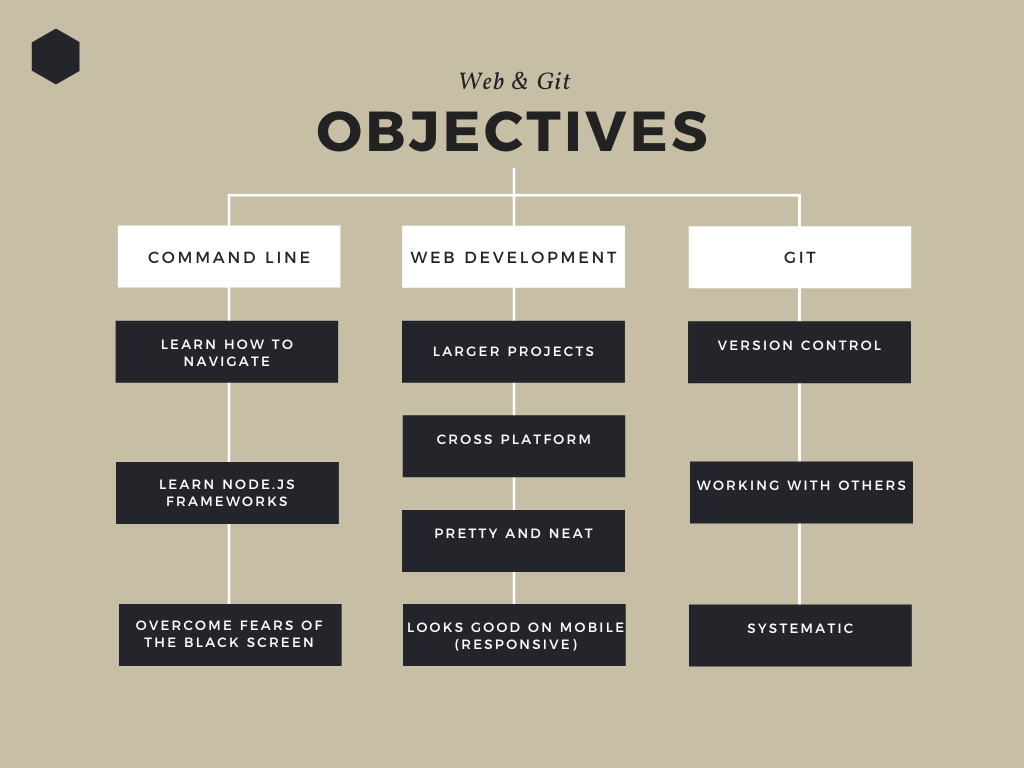 Web & Git
OBJECTIVES
COMMAND LINE
LEARN HOW TO
NAVIGATE
LEARN NODE.JS
FRAMEWORKS
OVERCOME FEARS OF
THE BLACK SCREEN
WEB DEVELOPMENT
LARGER PROJECTS
CROSS PLATFORM
PRETTY AND NEAT
LOOKS GOOD ON MOBILE
(RESPONSIVE)
GIT
VERSION CONTROL
WORKING WITH OTHERS
SYSTEMATIC